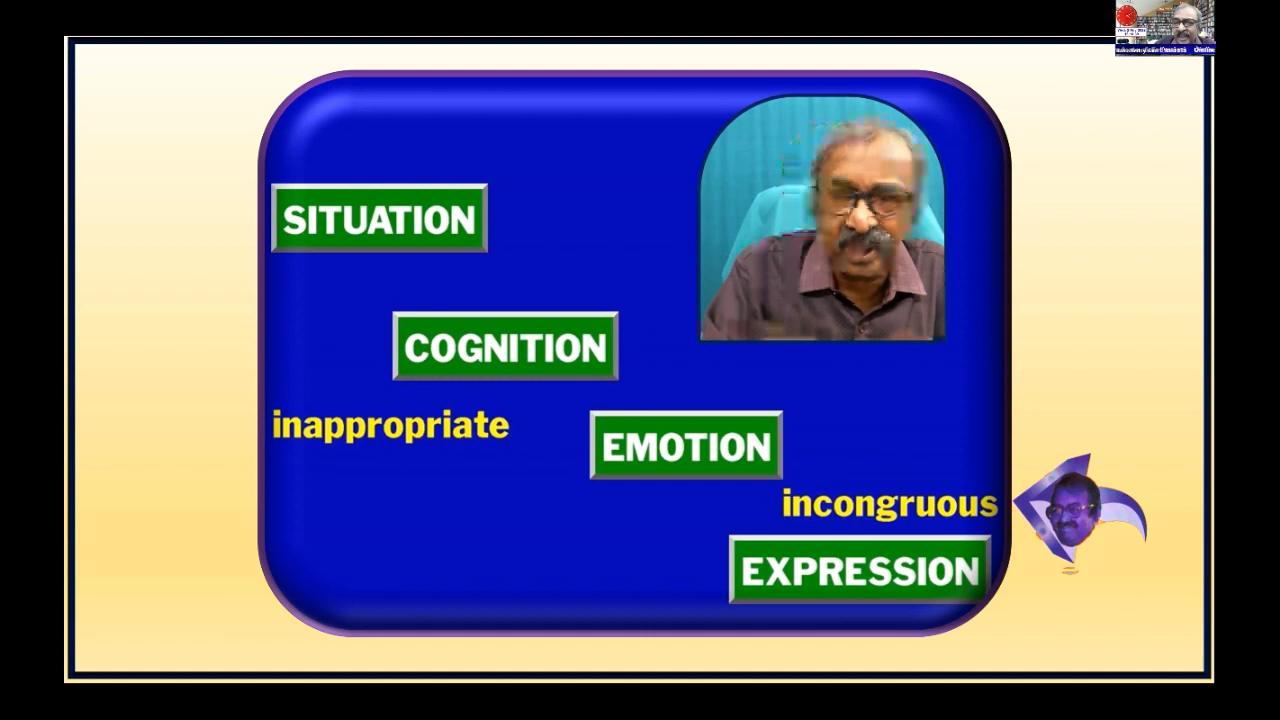 SITUATION
COGNITION
inappropriate
EMOTION
incongruous
EXPRESSION